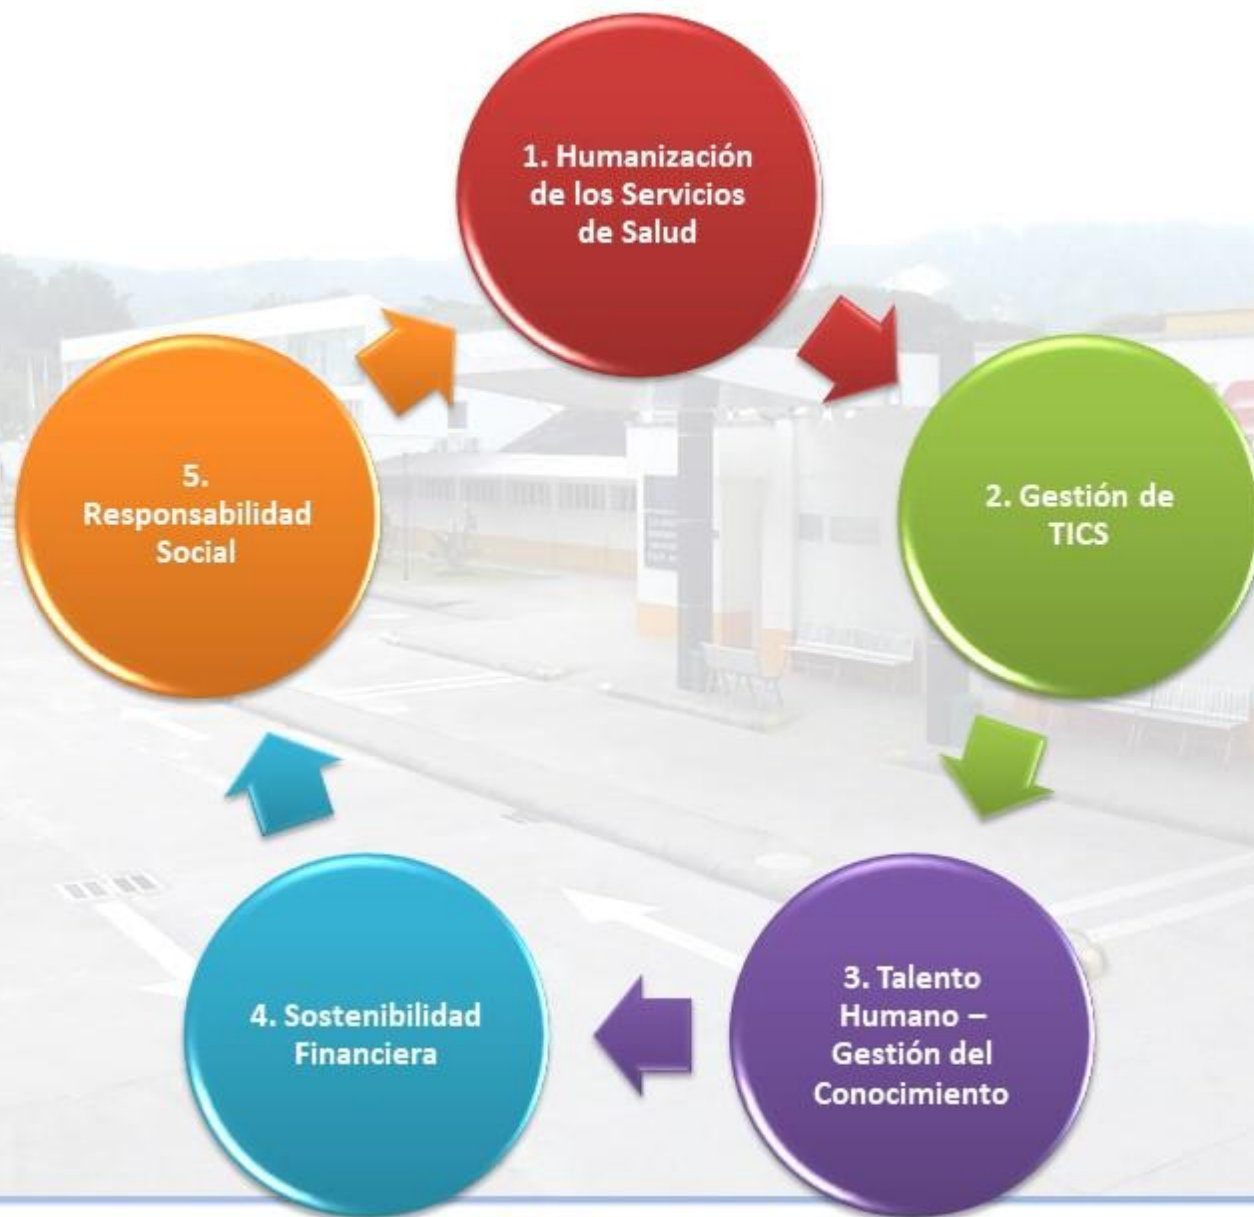 1. Humanización
de los Servicios
de Salud
2. Gestión de
TICS
3. Talento
Humano –
Gestión del
Conocimiento
4. Sostenibilidad
Financiera
5.
Responsabilidad
Social